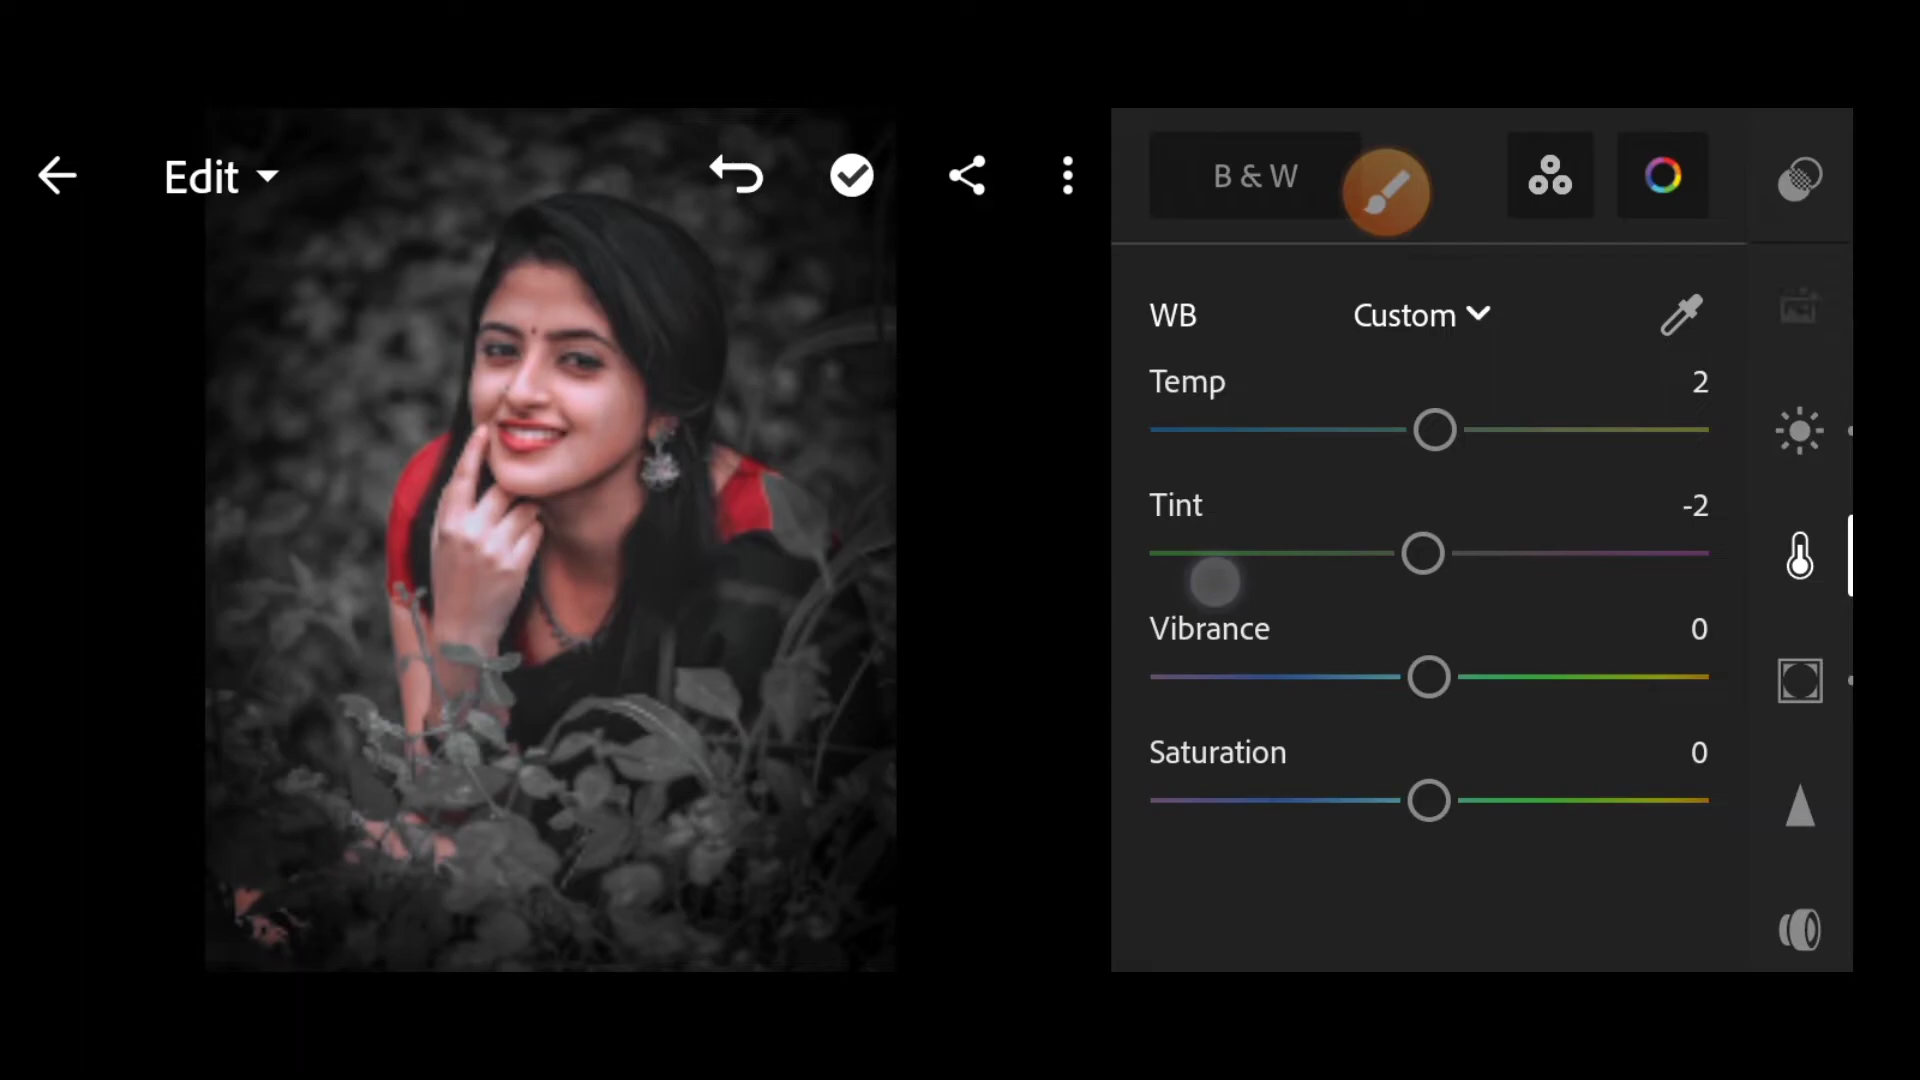 Edit
B & W
WB Custom
Temp 2
Tint -2
Vibrance 0
Saturation 0